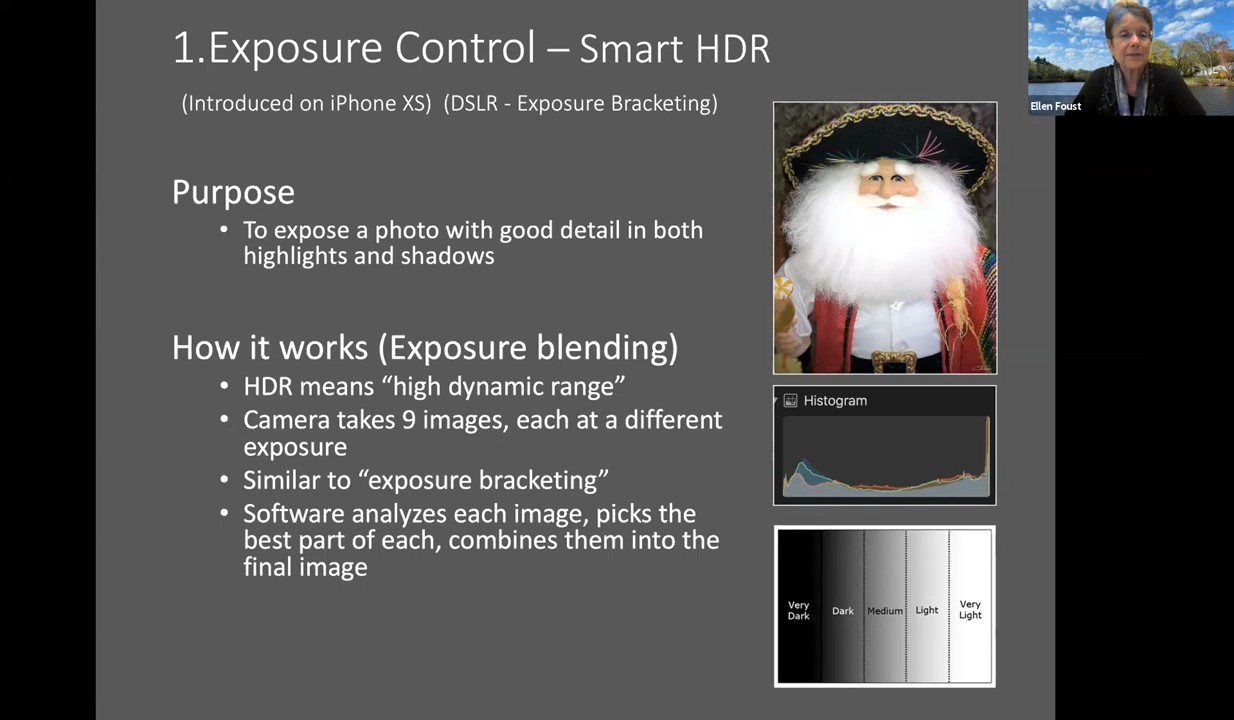 1.Exposure Control – Smart HDR
(Introduced on iPhone XS)  (DSLR - Exposure Bracketing)
Ellen Foust
Purpose
• To expose a photo with good detail in both
highlights and shadows
How it works (Exposure blending)
• HDR means “high dynamic range”
• Camera takes 9 images, each at a different
exposure
• Similar to “exposure bracketing”
• Software analyzes each image, picks the
best part of each, combines them into the
final image
Histogram
Very
Dark
Dark
Medium
Light
Very
Light